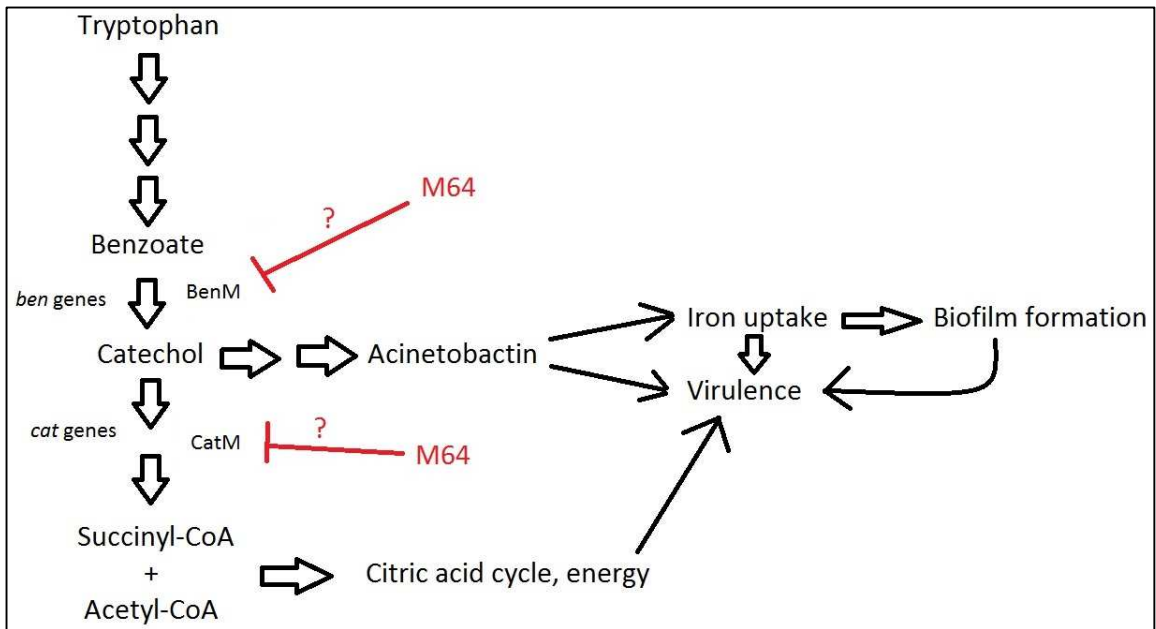 Tryptophan
M64
?
Benzoate
ben genes
BenM
Iron uptake
Biofilm formation
Catechol
Acinetobactin
Virulence
cat genes
CatM
?
M64
Succinyl-CoA
+
Acetyl-CoA
Citric acid cycle, energy